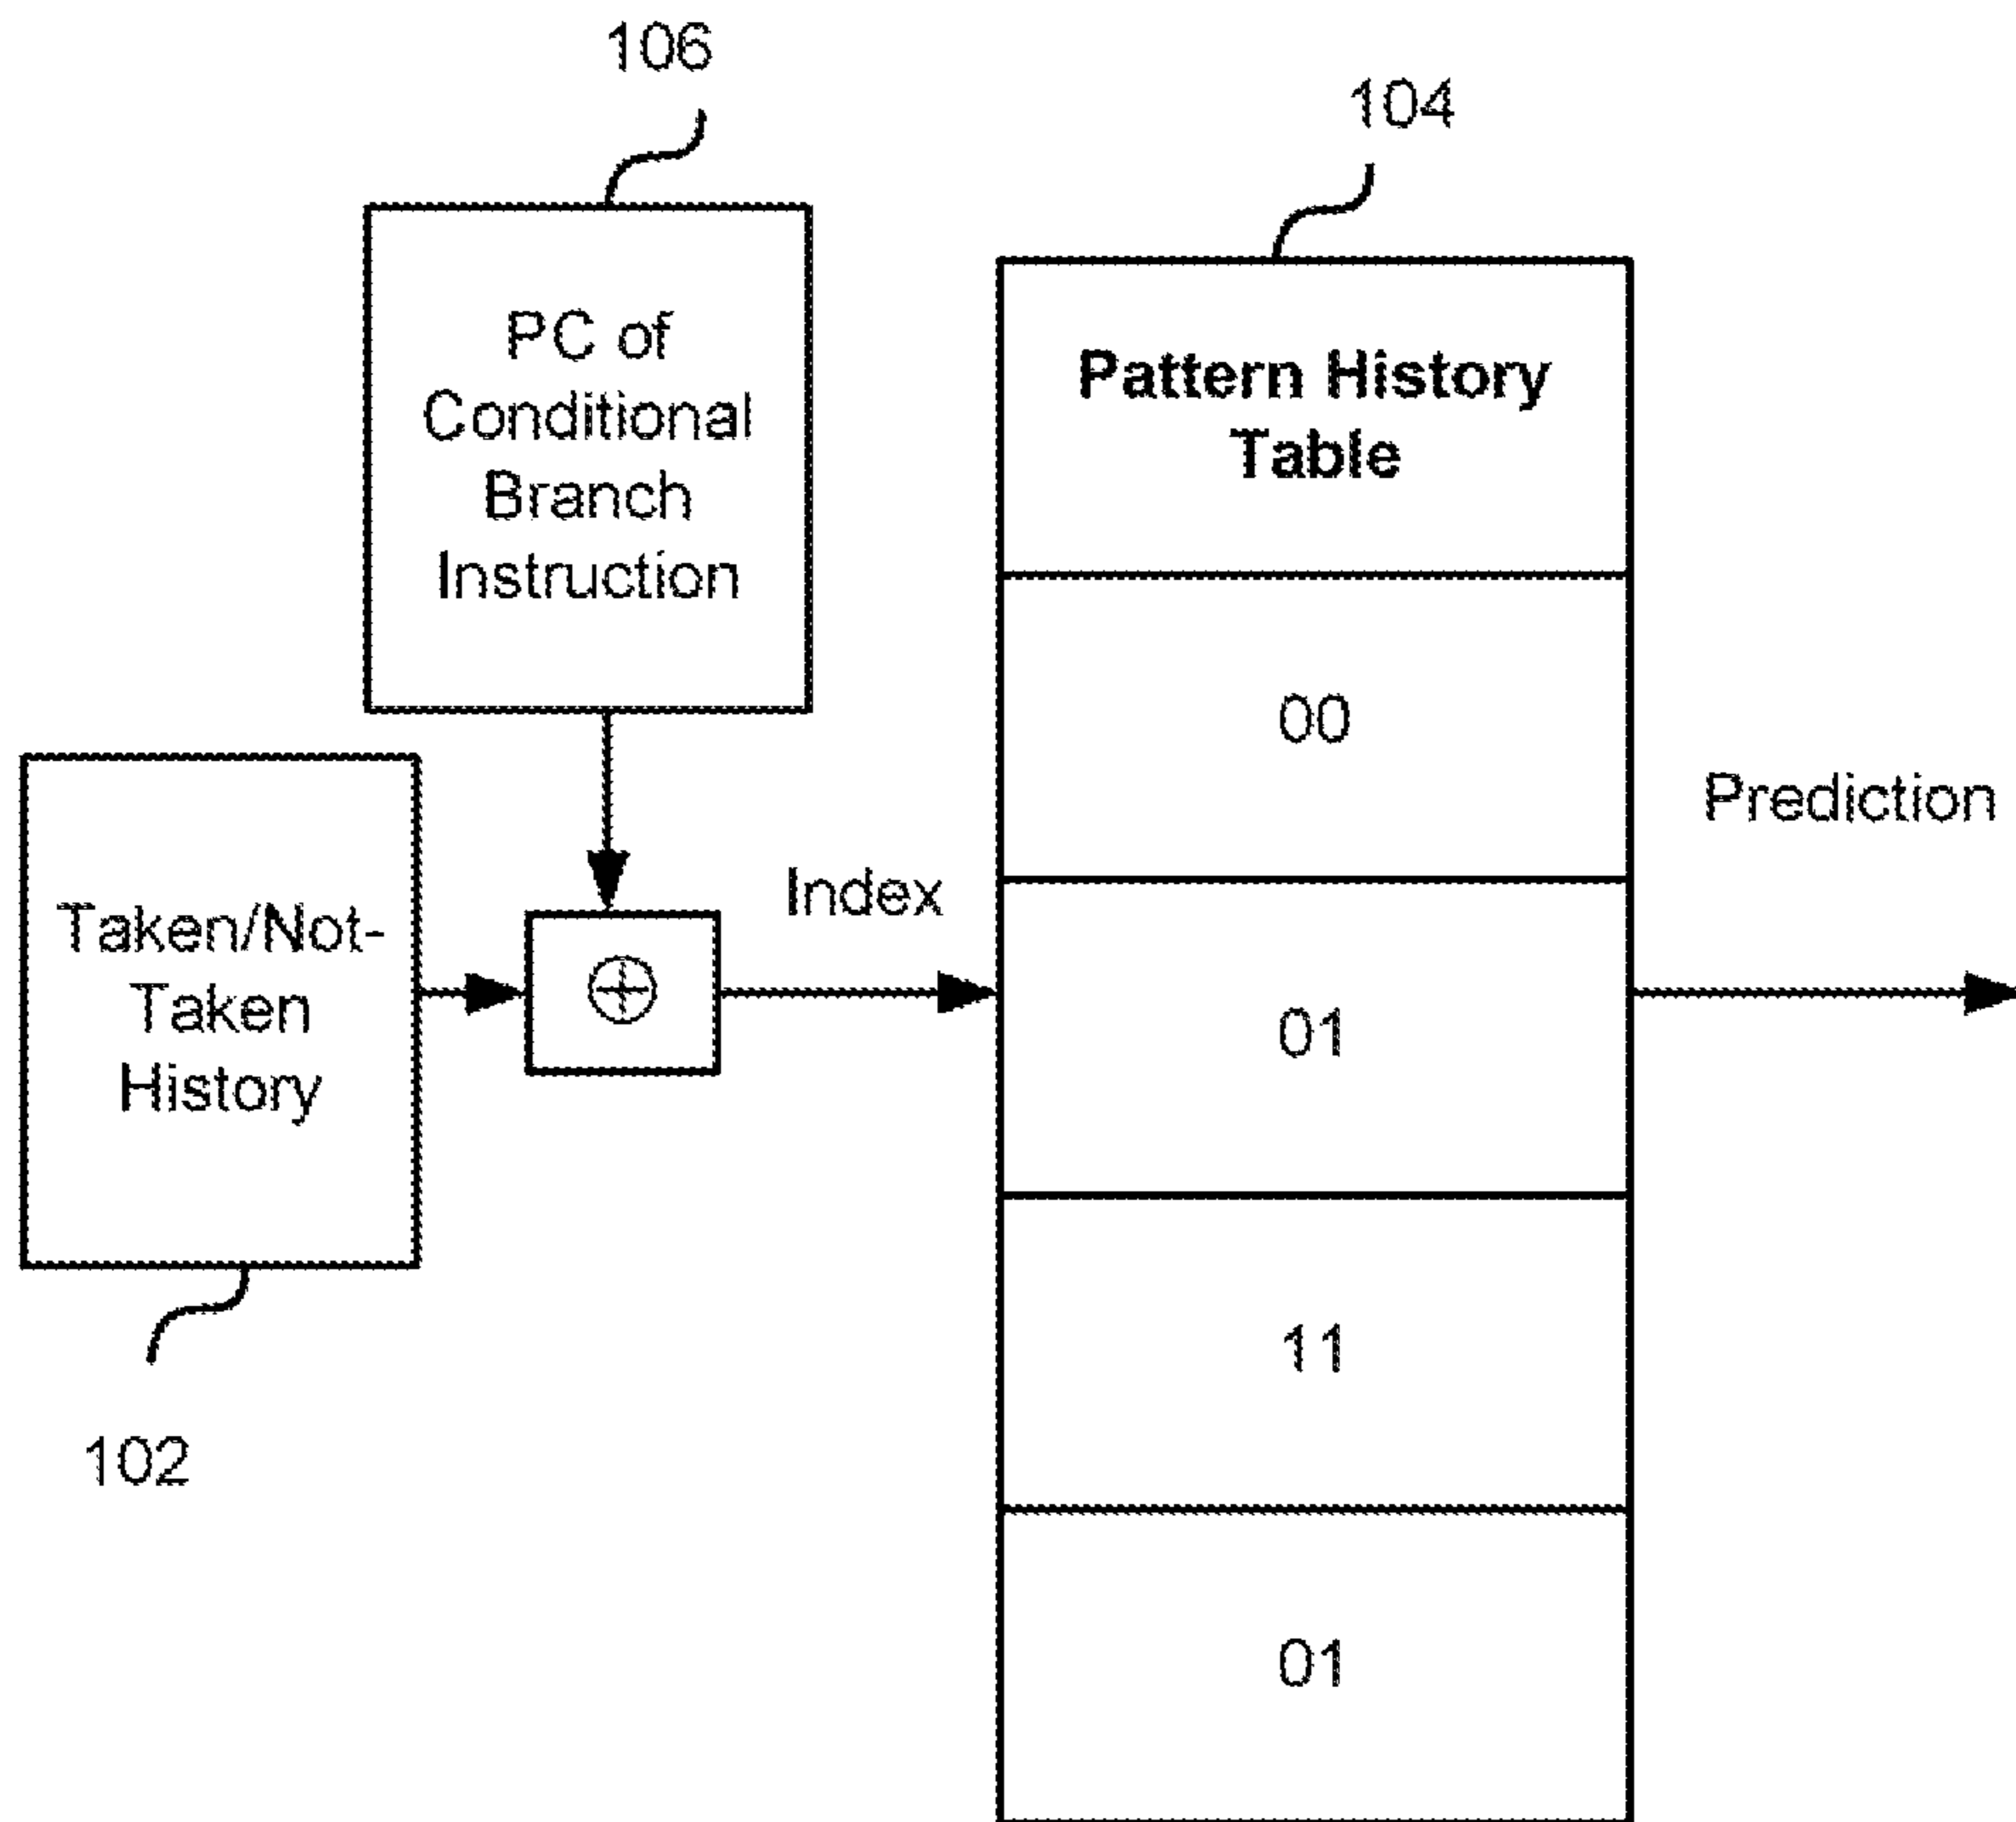 106
104
PC of
Conditional
Branch
Instruction
Pattern History
Table
00
Prediction
Taken/Not-
Taken
History
Index
01
11
102
01